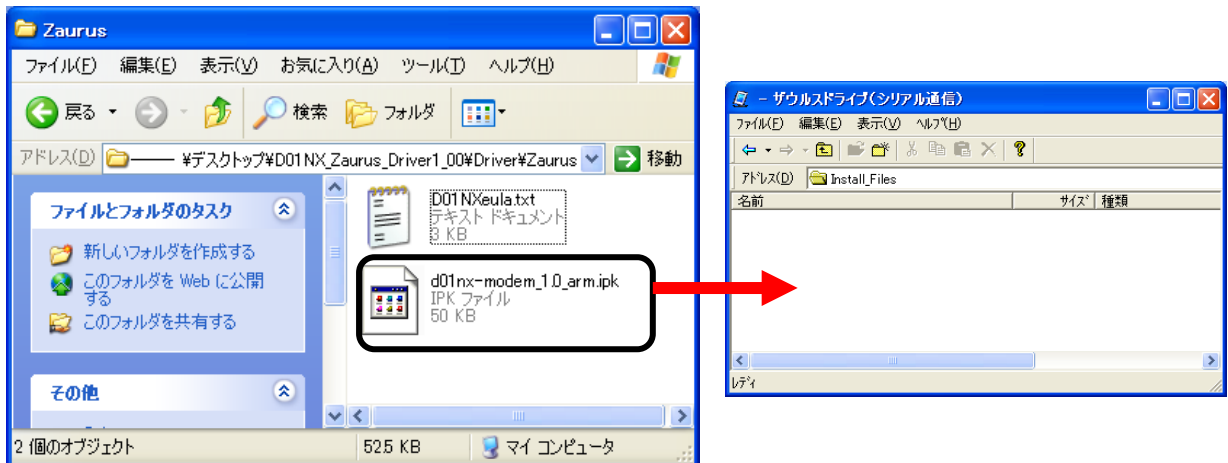 Zaurus
ファイル(F) 編集(E) 表示(V) お気に入り(A) ツール(T) ヘルプ(H)
戻る 検索 フォルダ
アドレス(D) ¥デスクトップ¥D01NX_Zaurus_Driver1_00¥Driver¥Zaurus 移動
ファイルとフォルダのタスク
新しいフォルダを作成する
このフォルダを Web に公開
する
このフォルダを共有する
その他
D01NXeula.txt
テキスト ドキュメント
3 KB
d01nx-modem_1.0_arm.ipk
IPK ファイル
50 KB
2 個のオブジェクト 52.5 KB マイ コンピュータ
- ザウルスドライブ(シリアル通信)
ファイル(F) 編集(E) 表示(V) ヘルプ(H)
アドレス(D) Install_Files
名前 サイズ 種類
レディ